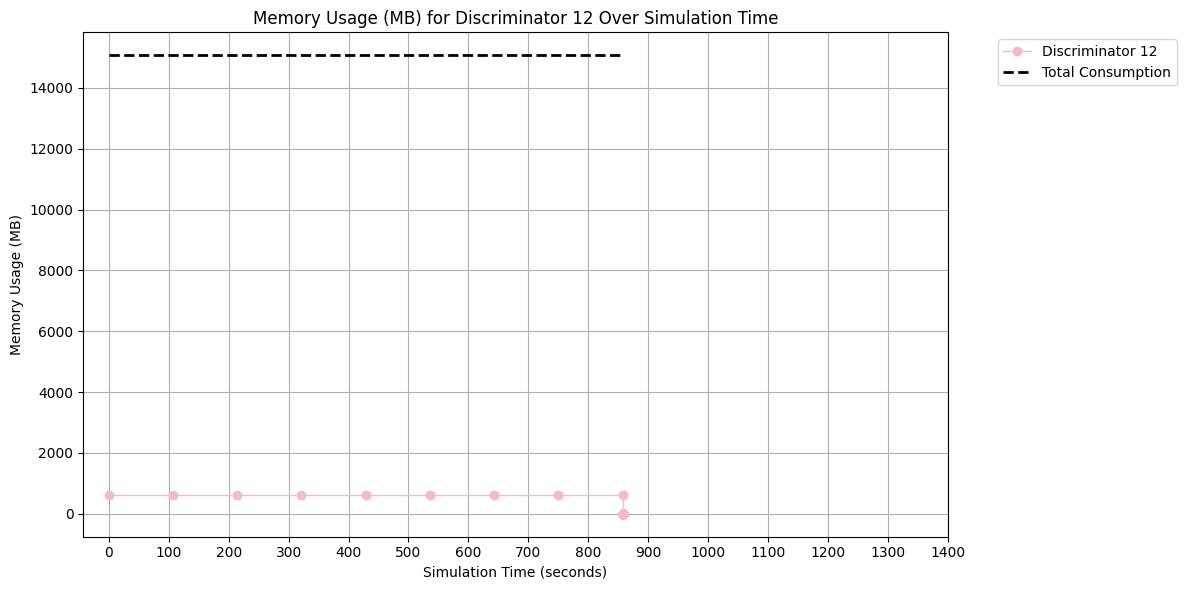 Memory Usage (MB) for Discriminator 12 Over Simulation Time
Discriminator 12
Total Consumption
Memory Usage (MB)
14000
12000
10000
8000
6000
4000
2000
0
0 100 200 300 400 500 600 700 800 900 1000 1100 1200 1300 1400
Simulation Time (seconds)